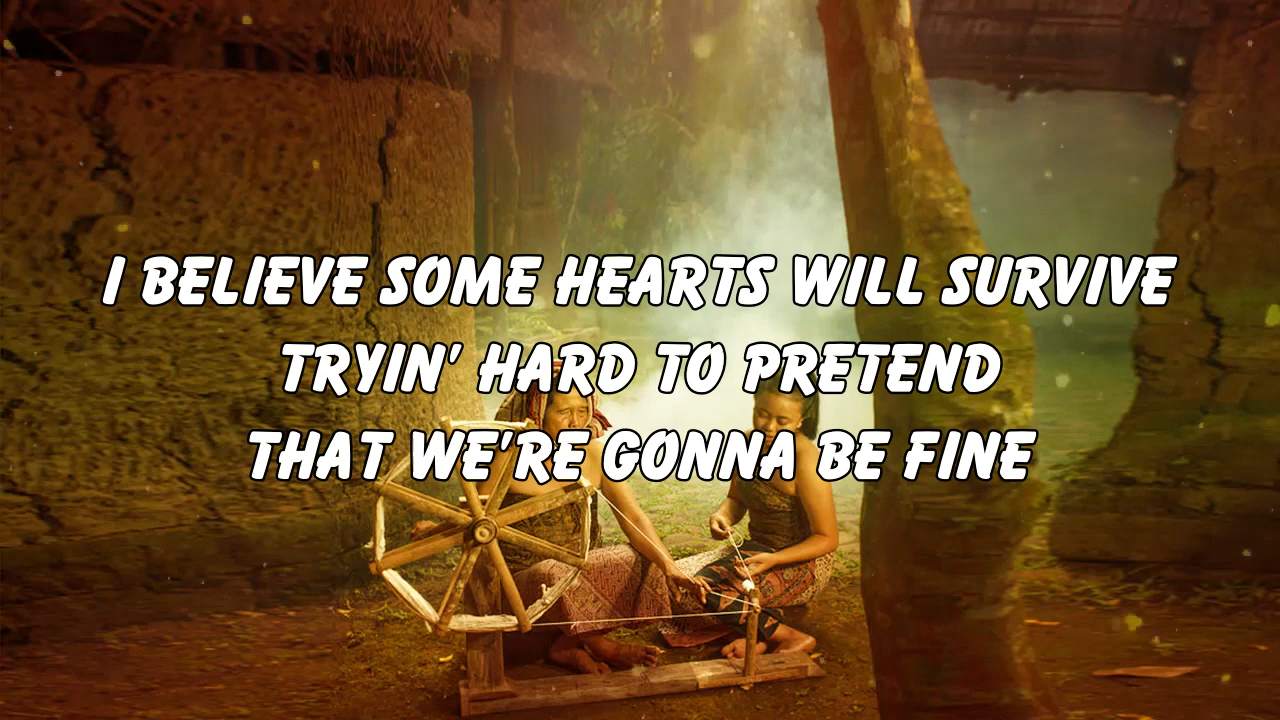 I BELIEVE SOME HEARTS WILL SURVIVE
TRYIN' HARD TO PRETEND
THAT WE'RE GONNA BE FINE